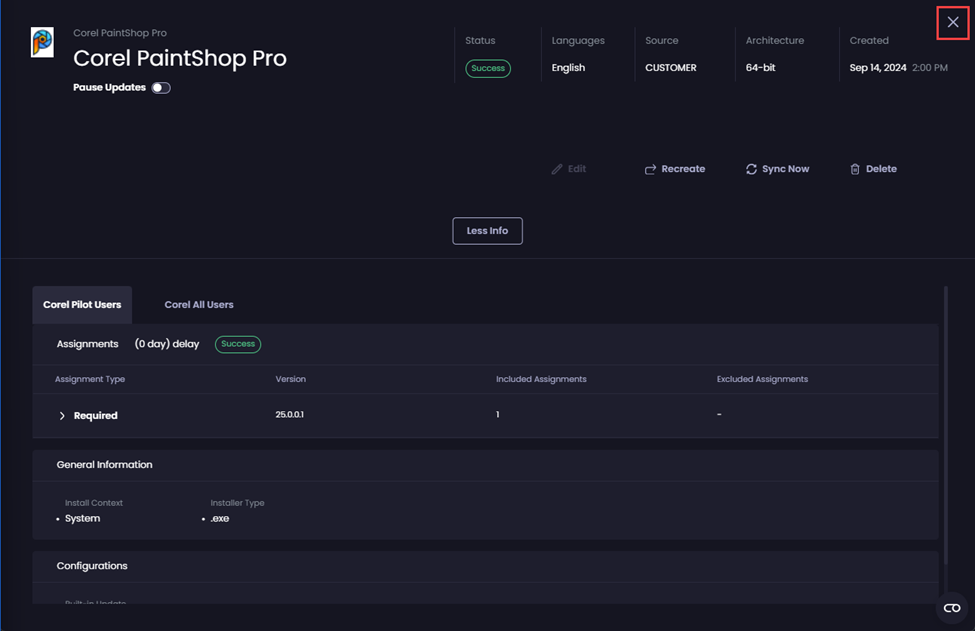 Corel PaintShop Pro
Corel PaintShop Pro
Pause Updates
Status
Success
Languages
English
Source
CUSTOMER
Architecture
64-bit
Created
Sep 14, 2024 2:00 PM
Edit
Recreate
Sync Now
Delete
Less Info
Corel Pilot Users
Corel All Users
Assignments (0 day) delay Success
Assignment Type Version Included Assignments Excluded Assignments
Required 25.0.0.1 1 -
General Information
Install Context
• System
Installer Type
• .exe
Configurations
Built-in Update